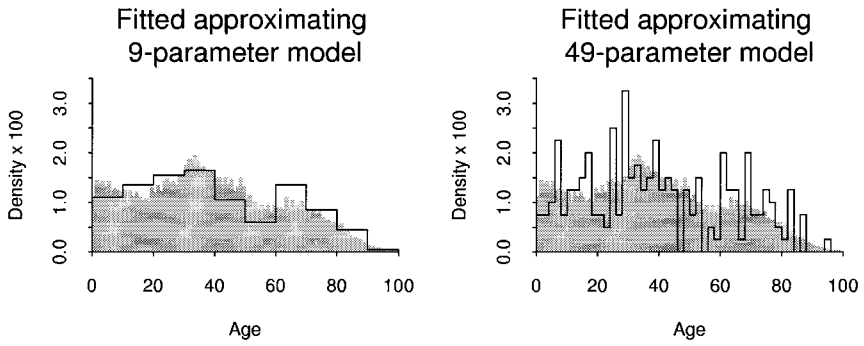 Fitted approximating
9-parameter model
Density x 100
3.0
2.0
1.0
0.0
0 20 40 60 80 100
Age
Fitted approximating
49-parameter model
Density x 100
3.0
2.0
1.0
0.0
0 20 40 60 80 100
Age